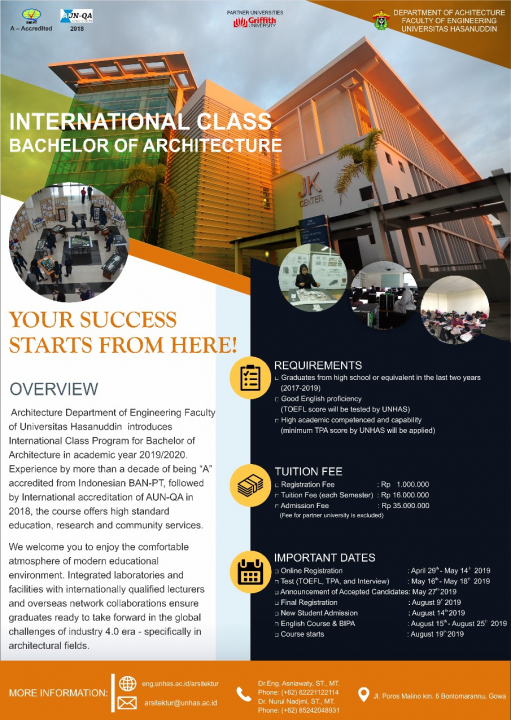 A – Accredited
AUN-QA
2018
PARTNER UNIVERSITIES
Griffith
UNIVERSITY
DEPARTMENT OF ACHITECTURE
FACULTY OF ENGINEERING
UNIVERSITAS HASANUDDIN
INTERNATIONAL CLASS
BACHELOR OF ARCHITECTURE
JK
CENTER
YOUR SUCCESS
STARTS FROM HERE!
OVERVIEW
Architecture Department of Engineering Faculty
of Universitas Hasanuddin introduces
International Class Program for Bachelor of
Architecture in academic year 2019/2020.
Experience by more than a decade of being “A”
accredited from Indonesian BAN-PT, followed
by International accreditation of AUN-QA in
2018, the course offers high standard
education, research and community services.
We welcome you to enjoy the comfortable
atmosphere of modern educational
environment. Integrated laboratories and
facilities with internationally qualified lecturers
and overseas network collaborations ensure
graduates ready to take forward in the global
challenges of industry 4.0 era - specifically in
architectural fields.
REQUIREMENTS
Graduates from high school or equivalent in the last two years
(2017-2019)
Good English proficiency
(TOEFL score will be tested by UNHAS)
High academic competenced and capability
(minimum TPA score by UNHAS will be applied)
TUITION FEE
Registration Fee : Rp 1.000.000
Tuition Fee (each Semester) : Rp 16.000.000
Admission Fee : Rp 35.000.000
(Fee for partner university is excluded)
IMPORTANT DATES
Online Registration : April 29th - May 14th 2019
Test (TOEFL, TPA, and Interview) : May 16th - May 18th 2019
Announcement of Accepted Candidates: May 27th 2019
Final Registration : August 9th 2019
New Student Admission : August 14th 2019
English Course & BIPA : August 15th - August 25th 2019
Course starts : August 19th 2019
MORE INFORMATION:
eng.unhas.ac.id/arsitektur
arsitektur@unhas.ac.id
Dr.Eng. Asniawaty, ST., MT.
Phone: (+62) 82221122114
Dr. Nurul Nadjmi, ST., MT.
Phone: (+62) 85242048931
Jl. Poros Malino km. 6 Bontomarannu, Gowa